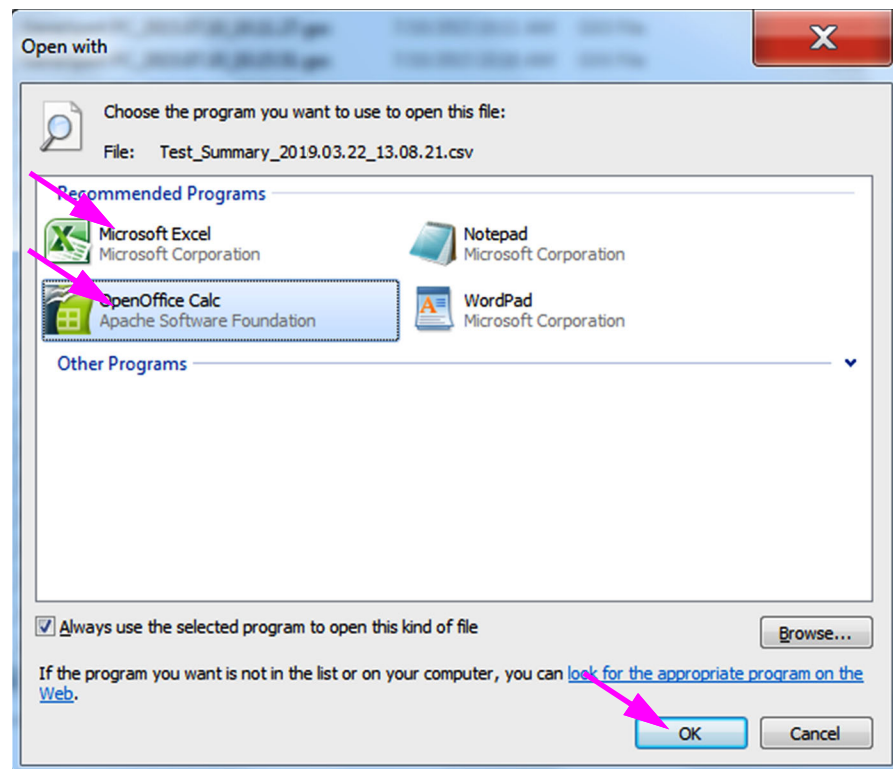 Open with
Choose the program you want to use to open this file:
File: Test_Summary_2019.03.22_13.08.21.csv
Recommended Programs
Microsoft Excel
Microsoft Corporation
Notepad
Microsoft Corporation
OpenOffice Calc
Apache Software Foundation
WordPad
Microsoft Corporation
Other Programs
Always use the selected program to open this kind of file
Browse...
If the program you want is not in the list or on your computer, you can look for the appropriate program on the
Web.
OK
Cancel